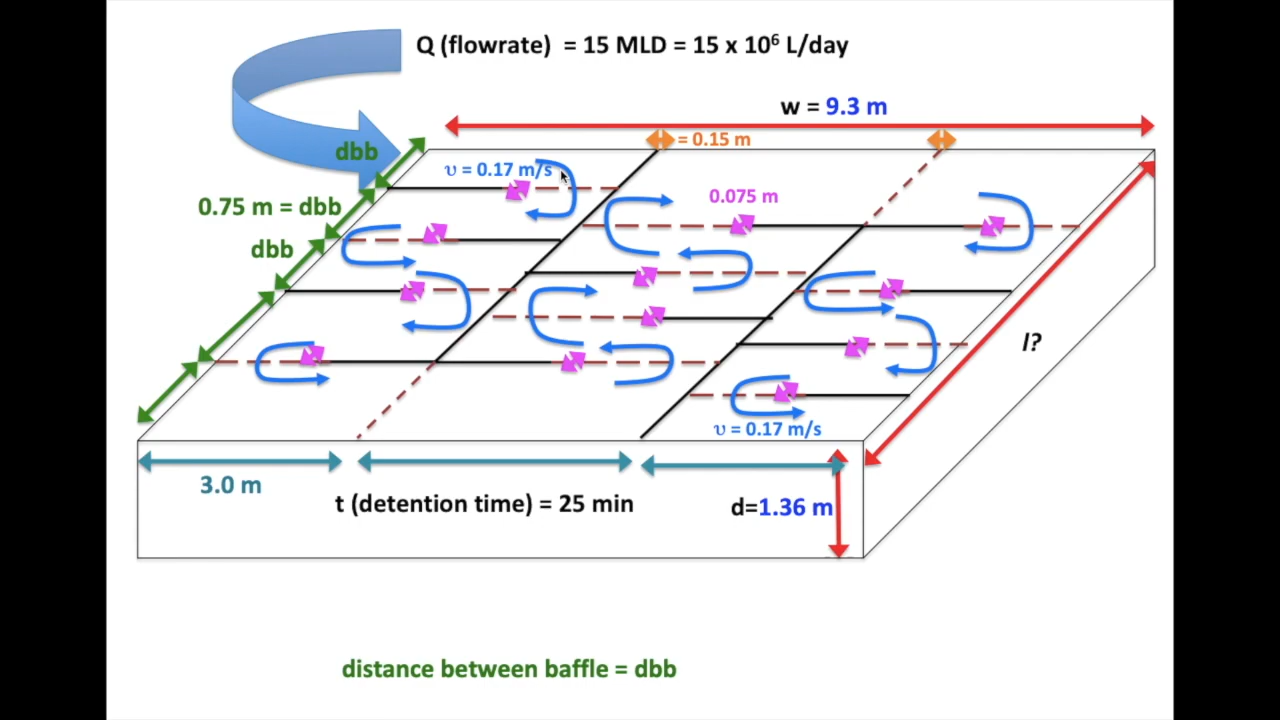 Q (flowrate) = 15 MLD = 15 x 10⁶ L/day
w = 9.3 m
= 0.15 m
dbb
υ = 0.17 m/s
0.75 m = dbb
0.075 m
dbb
l?
υ = 0.17 m/s
3.0 m
t (detention time) = 25 min
d=1.36 m
distance between baffle = dbb